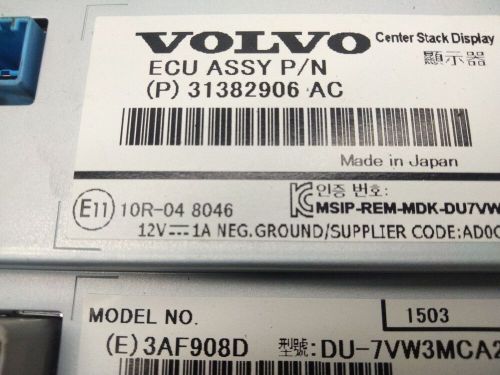 VOLVO Center Stack Display
顯示器
ECU ASSY P/N
(P) 31382906 AC
Made in Japan
E11 10R-04 8046
인증 번호:
MSIP-REM-MDK-DU7VW
12V⎓1A NEG.GROUND/SUPPLIER CODE:AD0C
MODEL NO.
1503
(E) 3AF908D 型號:DU-7VW3MCA2